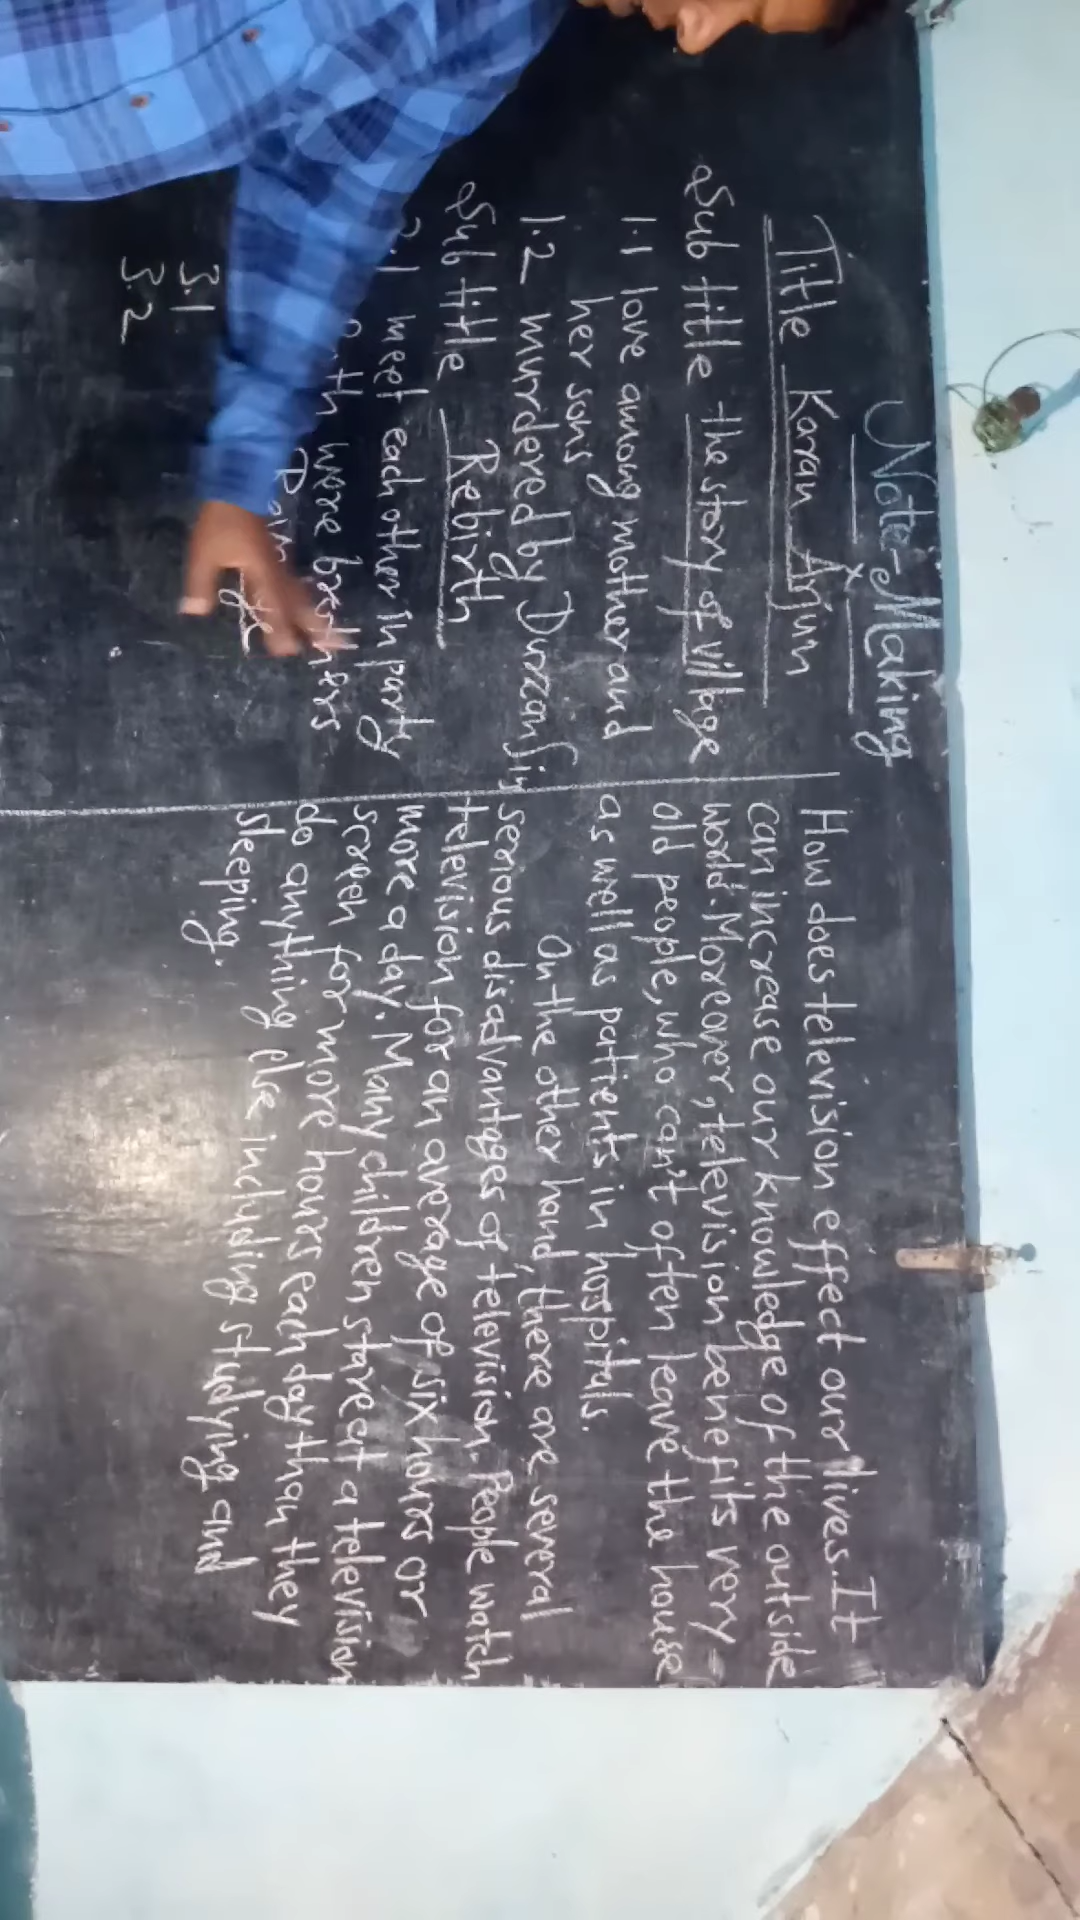 Note-Making
Title Karan Arjun
Sub title the story of village
1.1 love among mother and
her sons
1.2 murdered by Durzan
Sub title Rebirth
2.1 meet each other in party
were brothers
3.1
3.2
How does television effect our lives. It
can increase our knowledge of the outside
world. Moreover, television benefits very
old people, who can't often leave the house
as well as patients in hospitals.
On the other hand, there are several
serious disadvantages of television. People watch
television for an average of six hours or
more a day. Many children stare at a television
screen for more hours each day than they
do anything else including studying and
sleeping.